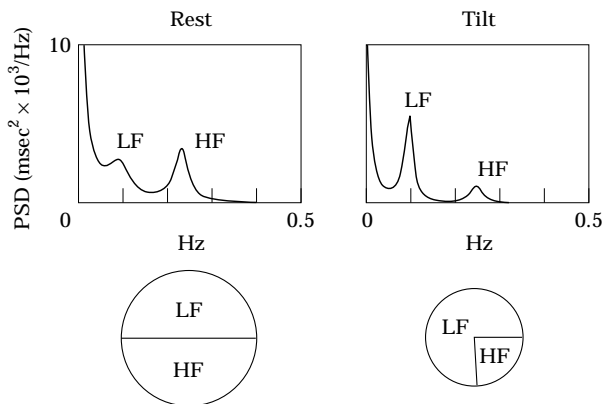 Rest
10
PSD (msec² × 10³/Hz)
LF
HF
0
0.5
Hz
LF
HF
Tilt
LF
HF
0
0.5
Hz
LF
HF